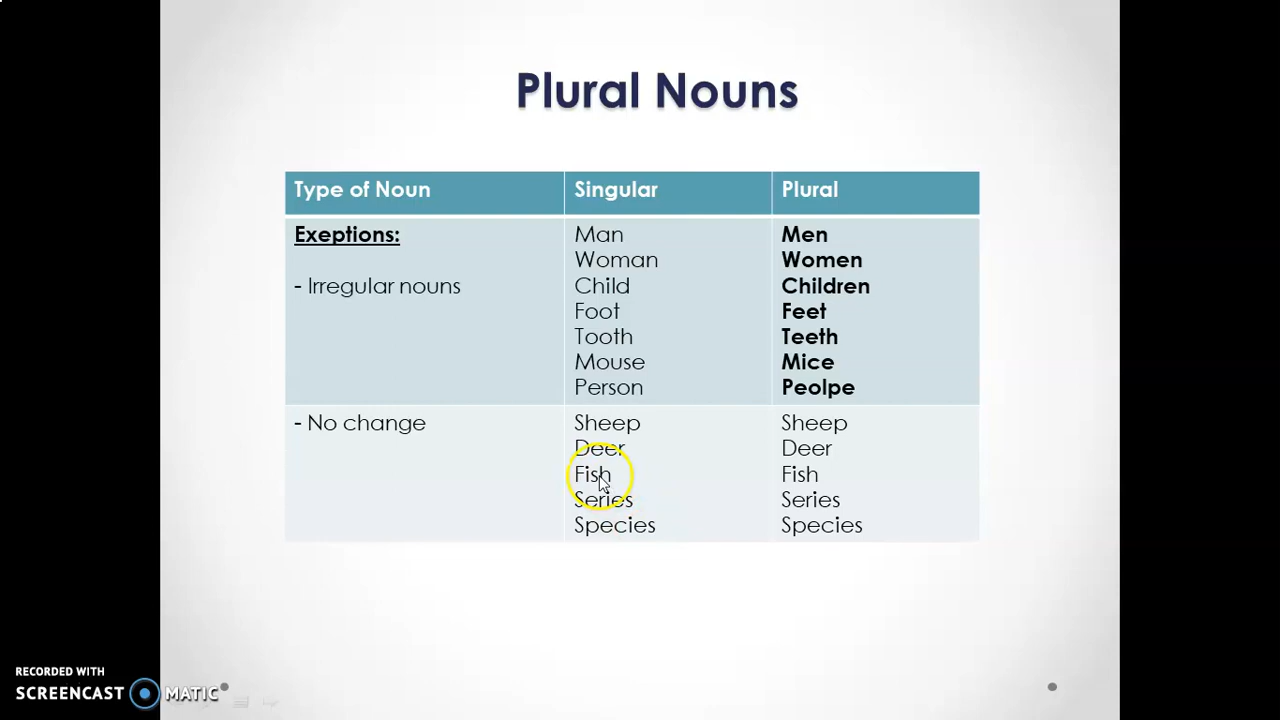 Plural Nouns
Type of Noun Singular Plural
Exeptions: Man Men
Woman Women
- Irregular nouns Child Children
Foot Feet
Tooth Teeth
Mouse Mice
Person Peolpe
- No change Sheep Sheep
Deer Deer
Fish Fish
Series Series
Species Species
RECORDED WITH
SCREENCAST MATIC